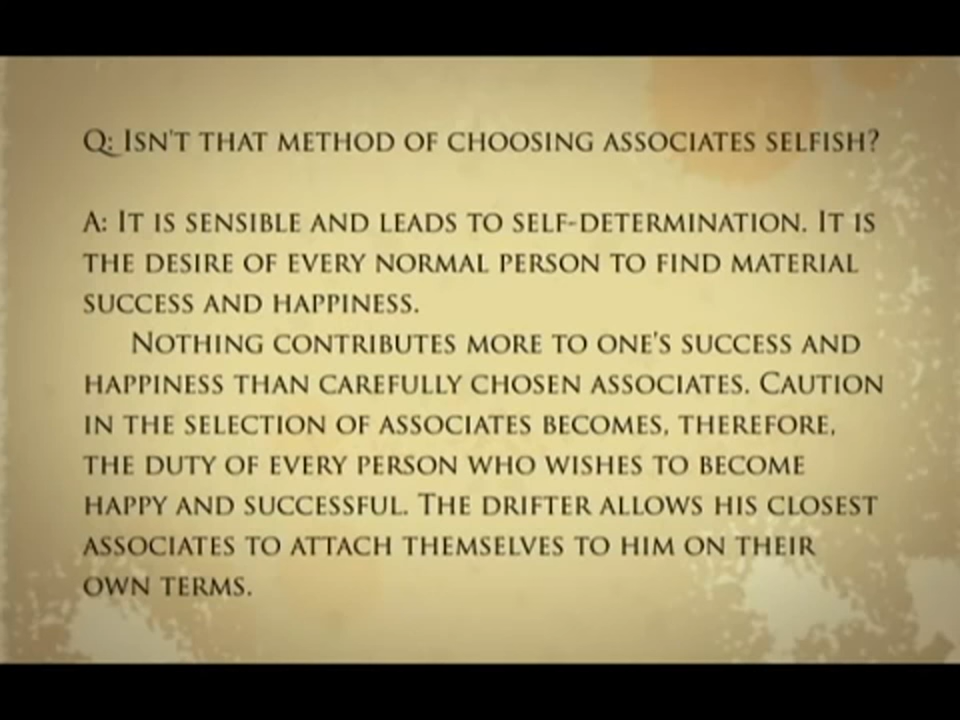 Q: Isn't that method of choosing associates selfish?
A: It is sensible and leads to self-determination. It is
the desire of every normal person to find material
success and happiness.
Nothing contributes more to one's success and
happiness than carefully chosen associates. Caution
in the selection of associates becomes, therefore,
the duty of every person who wishes to become
happy and successful. The drifter allows his closest
associates to attach themselves to him on their
own terms.